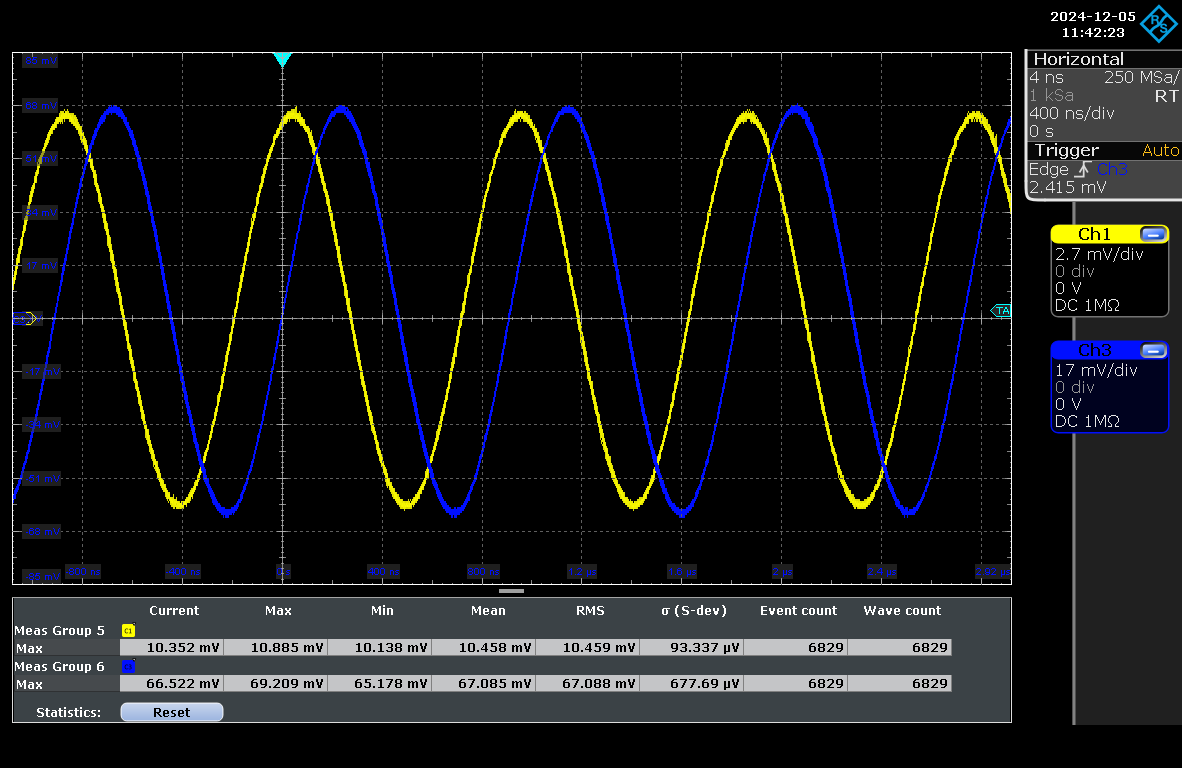 2024-12-05
11:42:23
R S
Horizontal
4 ns 250 MSa/
1 kSa RT
400 ns/div
0 s
Trigger Auto
Edge Ch3
2.415 mV
Ch1
2.7 mV/div
0 div
0 V
DC 1MΩ
TA
Ch3
17 mV/div
0 div
0 V
DC 1MΩ
Current Max Min Mean RMS σ (S-dev) Event count Wave count
Meas Group 5 C1
Max 10.352 mV 10.885 mV 10.138 mV 10.458 mV 10.459 mV 93.337 µV 6829 6829
Meas Group 6
Max 66.522 mV 69.209 mV 65.178 mV 67.085 mV 67.088 mV 677.69 µV 6829 6829
Statistics: Reset